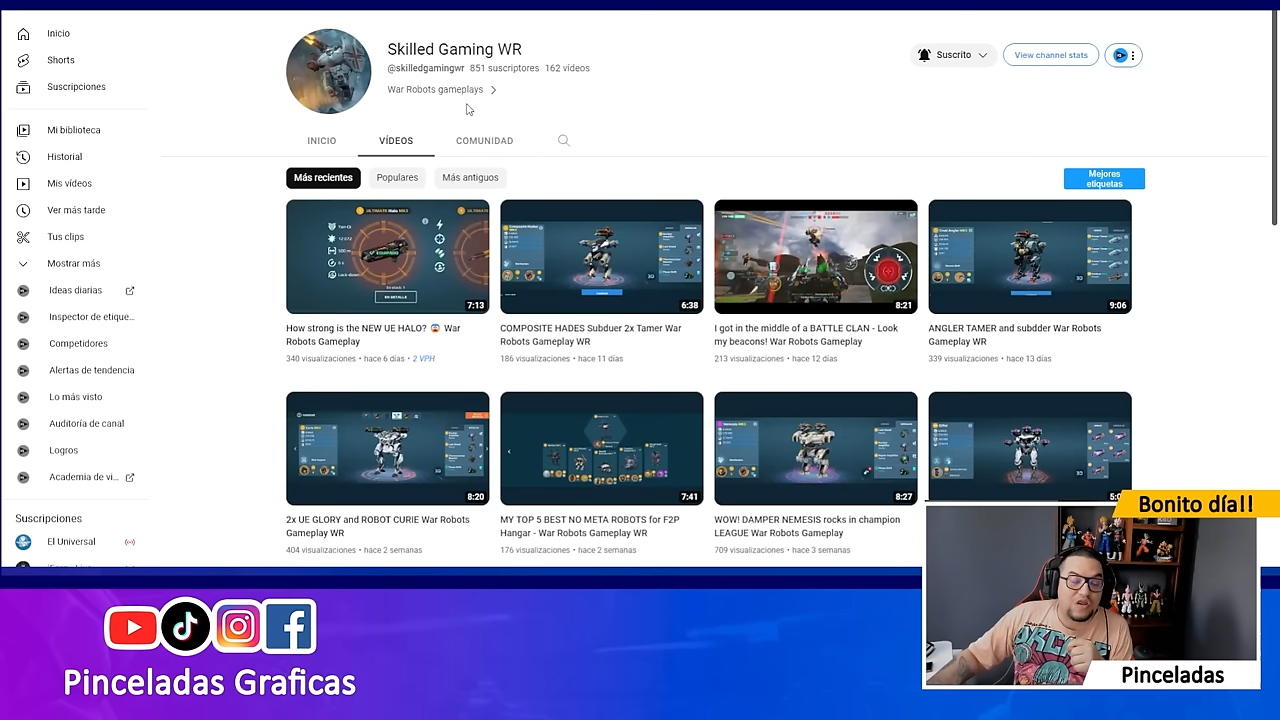 Inicio
Shorts
Suscripciones
Mi biblioteca
Historial
Mis vídeos
Ver más tarde
Tus clips
Mostrar más
Ideas diarias
Inspector de etique...
Competidores
Alertas de tendencia
Lo más visto
Auditoría de canal
Logros
Academia de ví...
Suscripciones
El Universal
Skilled Gaming WR
@skilledgamingwr 851 suscriptores 162 vídeos
War Robots gameplays
Suscrito
View channel stats
INICIO VÍDEOS COMUNIDAD
Más recientes Populares Más antiguos
Mejores
etiquetas
7:13
How strong is the NEW UE HALO? 😱 War
Robots Gameplay
340 visualizaciones • hace 6 días • 2 VPH
6:38
COMPOSITE HADES Subduer 2x Tamer War
Robots Gameplay WR
186 visualizaciones • hace 11 días
8:21
I got in the middle of a BATTLE CLAN - Look
my beacons! War Robots Gameplay
213 visualizaciones • hace 12 días
9:06
ANGLER TAMER and subdder War Robots
Gameplay WR
339 visualizaciones • hace 13 días
8:20
2x UE GLORY and ROBOT CURIE War Robots
Gameplay WR
404 visualizaciones • hace 2 semanas
7:41
MY TOP 5 BEST NO META ROBOTS for F2P
Hangar - War Robots Gameplay WR
176 visualizaciones • hace 2 semanas
8:27
WOW! DAMPER NEMESIS rocks in champion
LEAGUE War Robots Gameplay
709 visualizaciones • hace 3 semanas
Bonito día!!
Pinceladas
Pinceladas Graficas